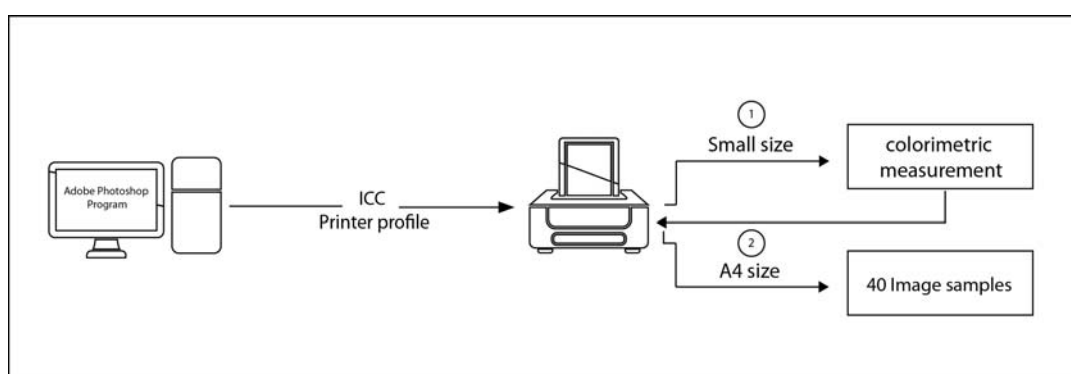 Adobe Photoshop
Program
ICC
Printer profile
1
Small size
colorimetric
measurement
2
A4 size
40 Image samples